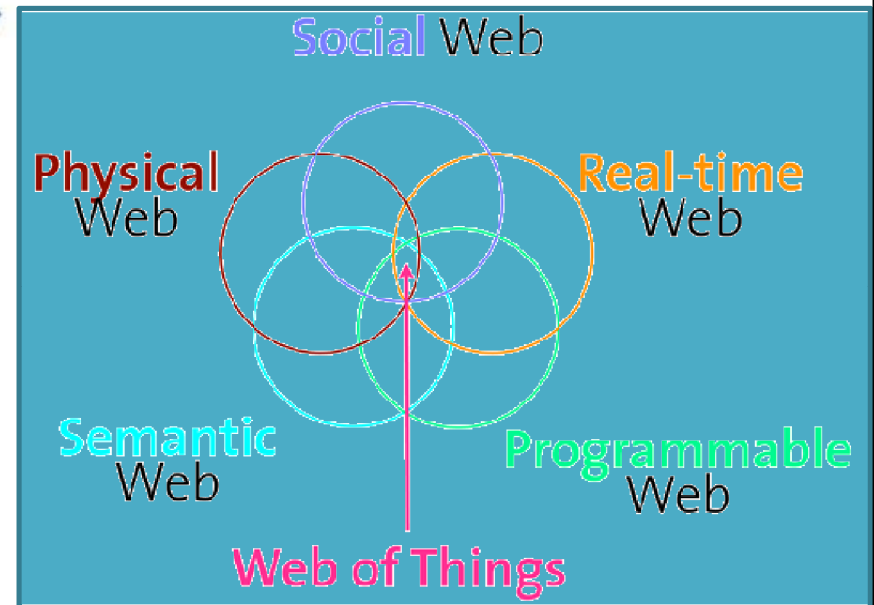 Social Web
Physical
Web
Real-time
Web
Semantic
Web
Programmable
Web
Web of Things